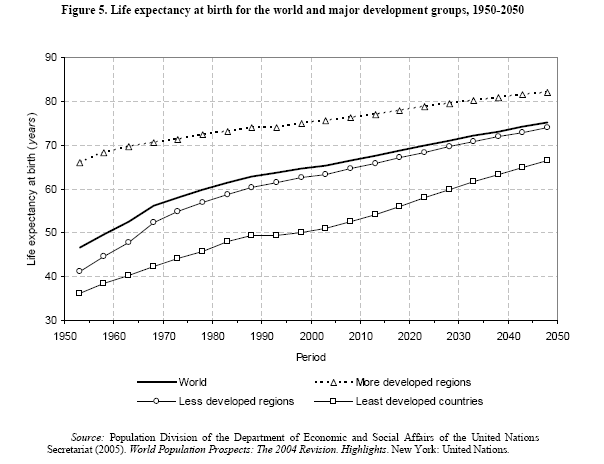 Figure 5. Life expectancy at birth for the world and major development groups, 1950-2050
90
80
70
60
50
40
30
Life expectancy at birth (years)
1950 1960 1970 1980 1990 2000 2010 2020 2030 2040 2050
Period
World More developed regions
Less developed regions Least developed countries
Source: Population Division of the Department of Economic and Social Affairs of the United Nations
Secretariat (2005). World Population Prospects: The 2004 Revision. Highlights. New York: United Nations.